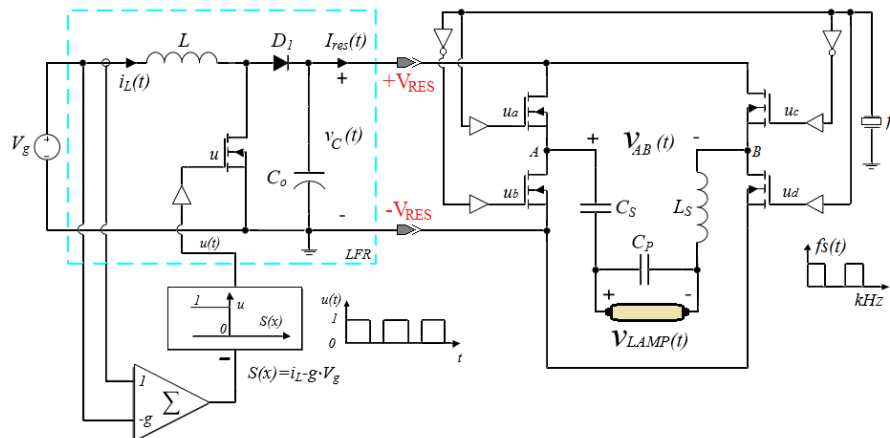 L
D1
Ires(t)
iL(t)
+
+VRES
Vg
u
vC(t)
Co
-
-VRES
u(t)
LFR
1
u
0
S(x)
u(t)
1
0
t
S(x)=iL-g·Vg
1
Σ
-g
ua
uc
+
vAB(t)
-
A
B
ub
ud
CS
LS
CP
+
-
vLAMP(t)
fs(t)
kHz